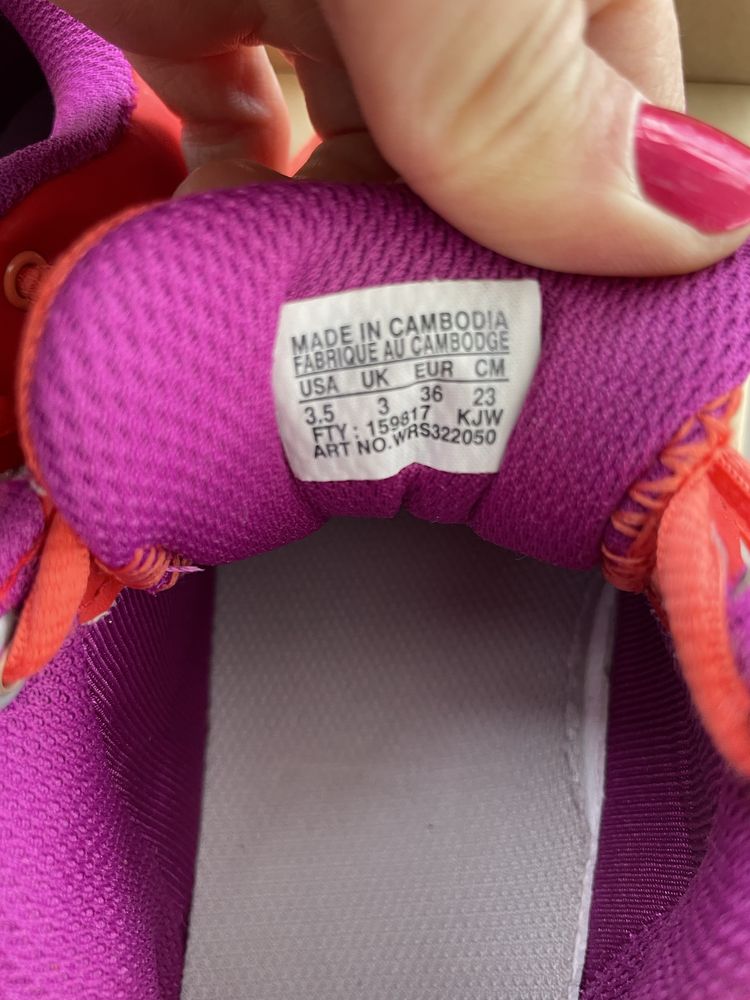 MADE IN CAMBODIA
FABRIQUE AU CAMBODGE
USA UK EUR CM
3.5 3 36 23
FTY : 159817 KJW
ART NO.WRS322050